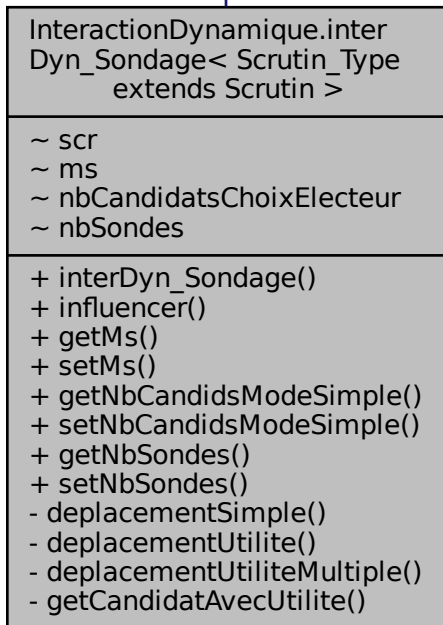 InteractionDynamique.inter
Dyn_Sondage< Scrutin_Type
extends Scrutin >
~ scr
~ ms
~ nbCandidatsChoixElecteur
~ nbSondes
+ interDyn_Sondage()
+ influencer()
+ getMs()
+ setMs()
+ getNbCandidsModeSimple()
+ setNbCandidsModeSimple()
+ getNbSondes()
+ setNbSondes()
- deplacementSimple()
- deplacementUtilite()
- deplacementUtiliteMultiple()
- getCandidatAvecUtilite()